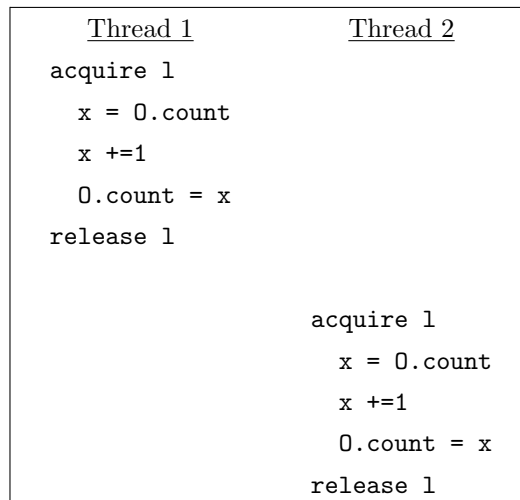 Thread 1 Thread 2
acquire l
x = O.count
x +=1
O.count = x
release l
acquire l
x = O.count
x +=1
O.count = x
release l